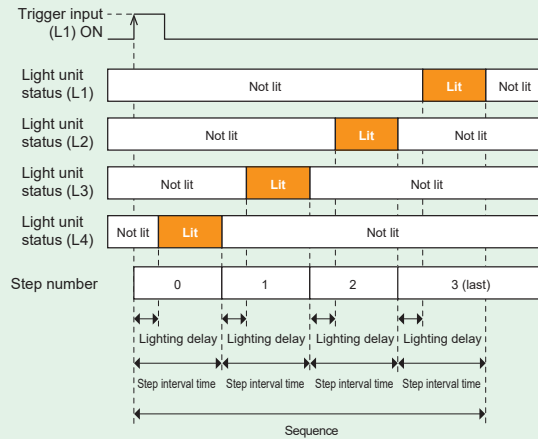 Trigger input
(L1) ON
Light unit
status (L1)
Not lit
Lit
Not lit
Light unit
status (L2)
Not lit
Lit
Not lit
Light unit
status (L3)
Not lit
Lit
Not lit
Light unit
status (L4)
Not lit
Lit
Not lit
Step number
0
1
2
3 (last)
Lighting delay
Lighting delay
Lighting delay
Lighting delay
Step interval time
Step interval time
Step interval time
Step interval time
Sequence